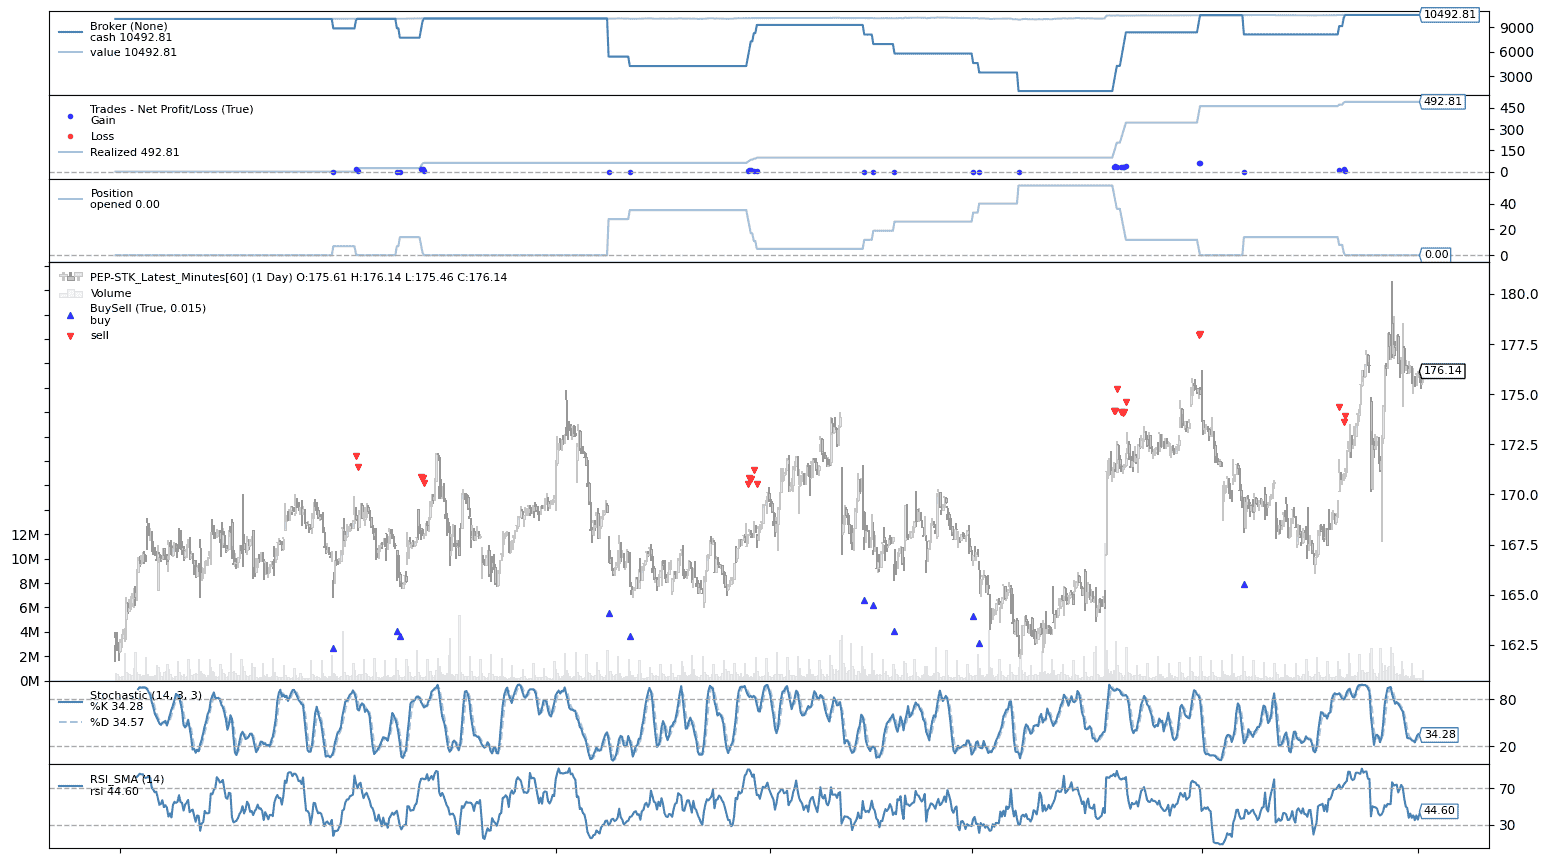 Broker (None)
cash 10492.81
value 10492.81
10492.81
9000
6000
3000
Trades - Net Profit/Loss (True)
Gain
Loss
Realized 492.81
492.81
450
300
150
0
Position
opened 0.00
40
20
0
0.00
PEP-STK_Latest_Minutes[60] (1 Day) O:175.61 H:176.14 L:175.46 C:176.14
Volume
BuySell (True, 0.015)
buy
sell
180.0
177.5
176.14
175.0
172.5
170.0
167.5
165.0
162.5
12M
10M
8M
6M
4M
2M
0M
Stochastic (14, 3, 3)
%K 34.28
%D 34.57
80
34.28
20
RSI_SMA (14)
rsi 44.60
70
44.60
30